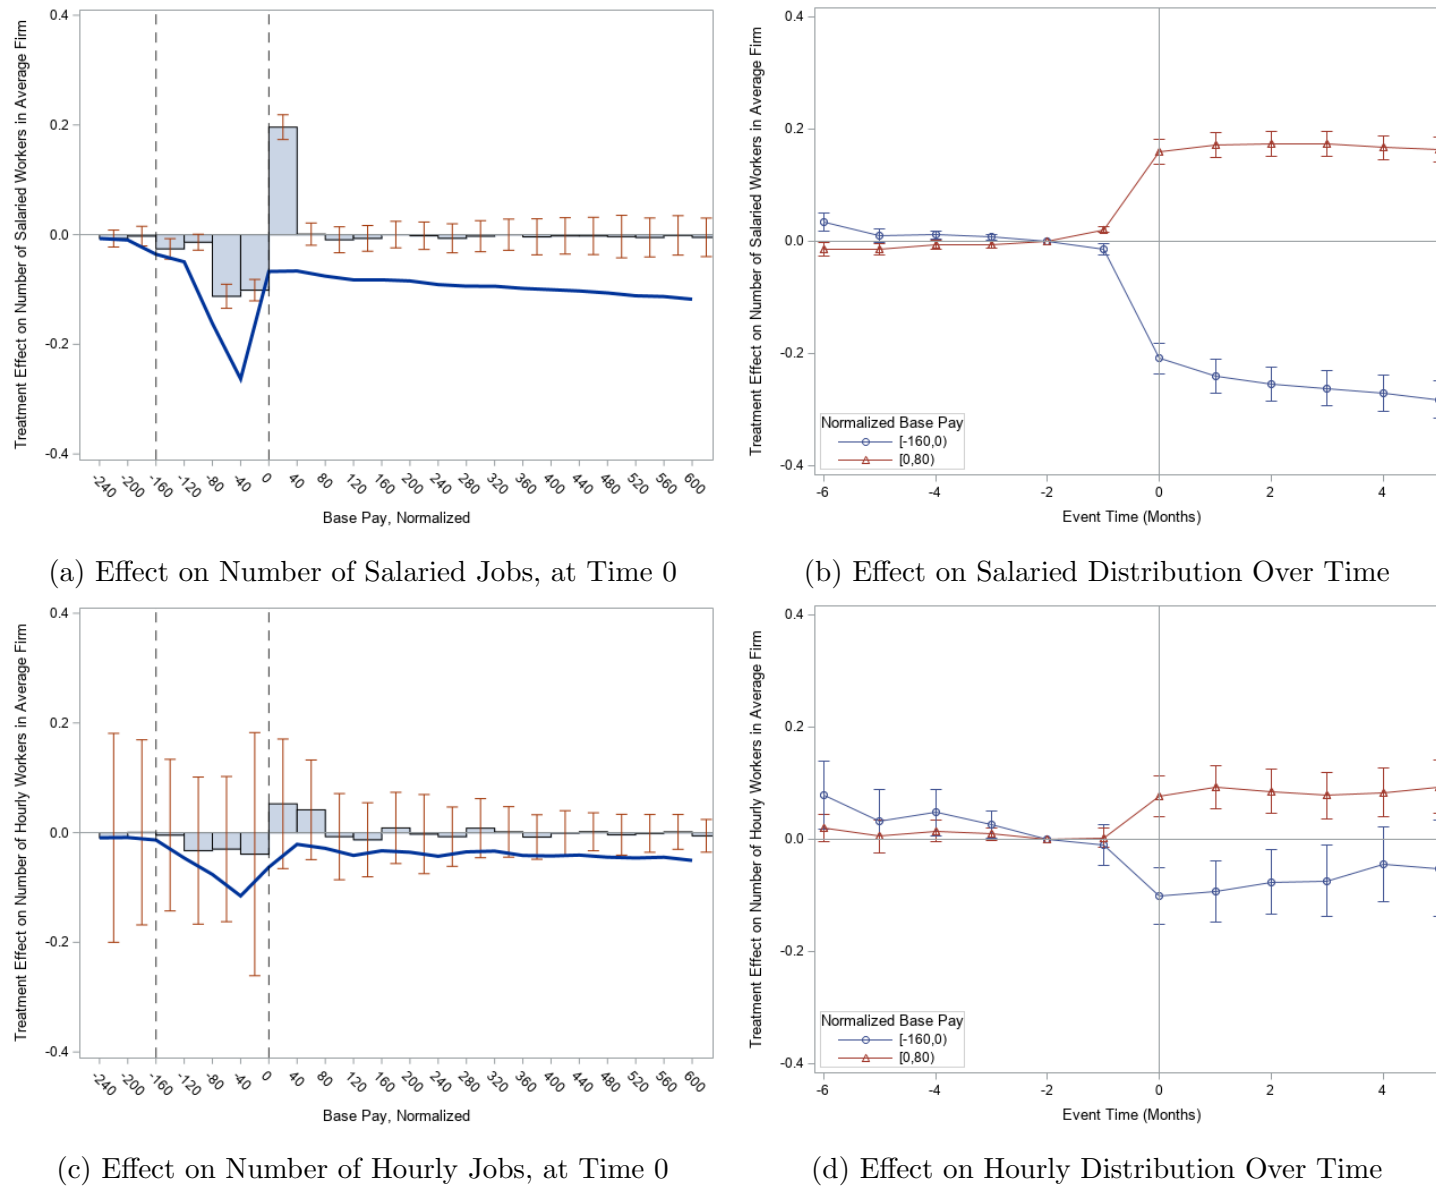 Treatment Effect on Number of Salaried Workers in Average Firm
0.4
0.2
0.0
-0.2
-0.4
-240 -200 -160 -120 -80 -40 0 40 80 120 160 200 240 280 320 360 400 440 480 520 560 600
Base Pay, Normalized
(a) Effect on Number of Salaried Jobs, at Time 0
Treatment Effect on Number of Salaried Workers in Average Firm
0.4
0.2
0.0
-0.2
-0.4
Normalized Base Pay
[-160,0)
[0,80)
-6 -4 -2 0 2 4
Event Time (Months)
(b) Effect on Salaried Distribution Over Time
Treatment Effect on Number of Hourly Workers in Average Firm
0.4
0.2
0.0
-0.2
-0.4
-240 -200 -160 -120 -80 -40 0 40 80 120 160 200 240 280 320 360 400 440 480 520 560 600
Base Pay, Normalized
(c) Effect on Number of Hourly Jobs, at Time 0
Treatment Effect on Number of Hourly Workers in Average Firm
0.4
0.2
0.0
-0.2
-0.4
Normalized Base Pay
[-160,0)
[0,80)
-6 -4 -2 0 2 4
Event Time (Months)
(d) Effect on Hourly Distribution Over Time